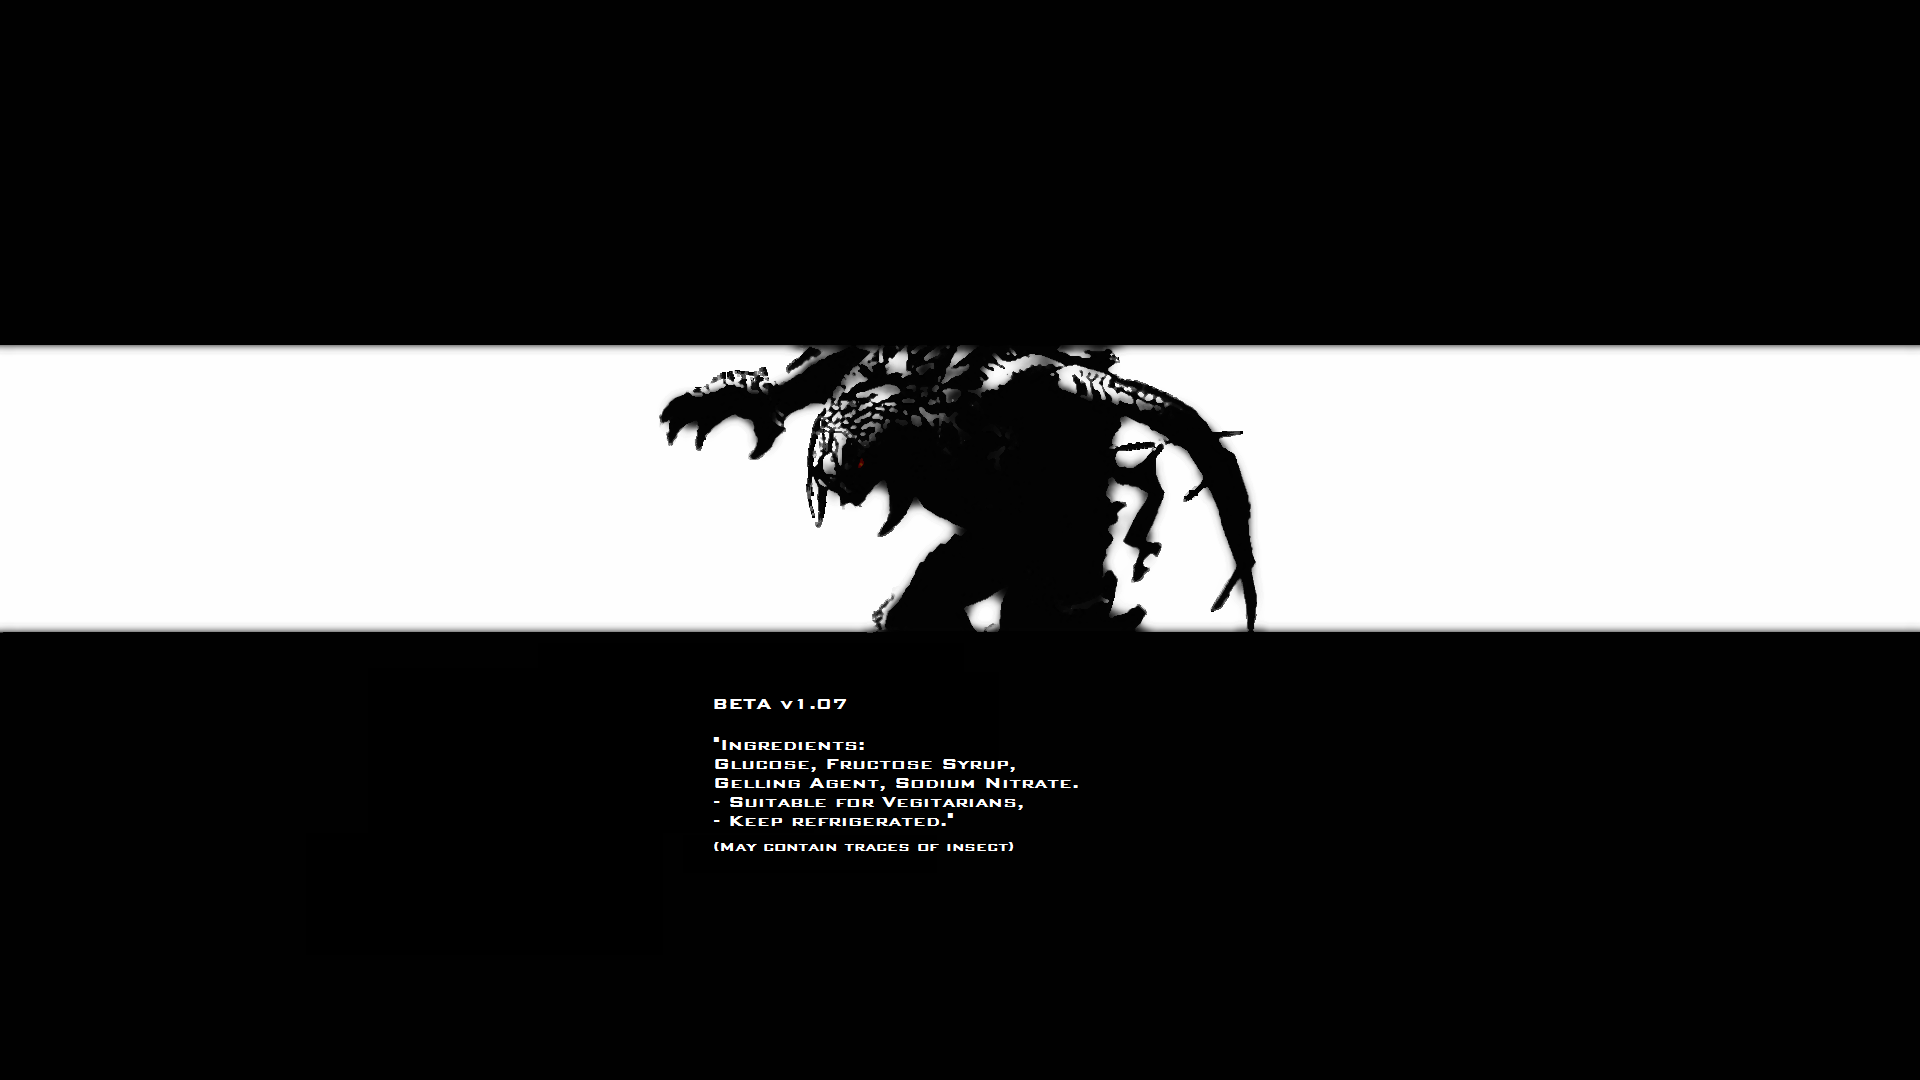 BETA v1.07
"Ingredients:
Glucose, Fructose Syrup,
Gelling Agent, Sodium Nitrate.
- Suitable for Vegitarians,
- Keep refrigerated."
(May contain traces of insect)